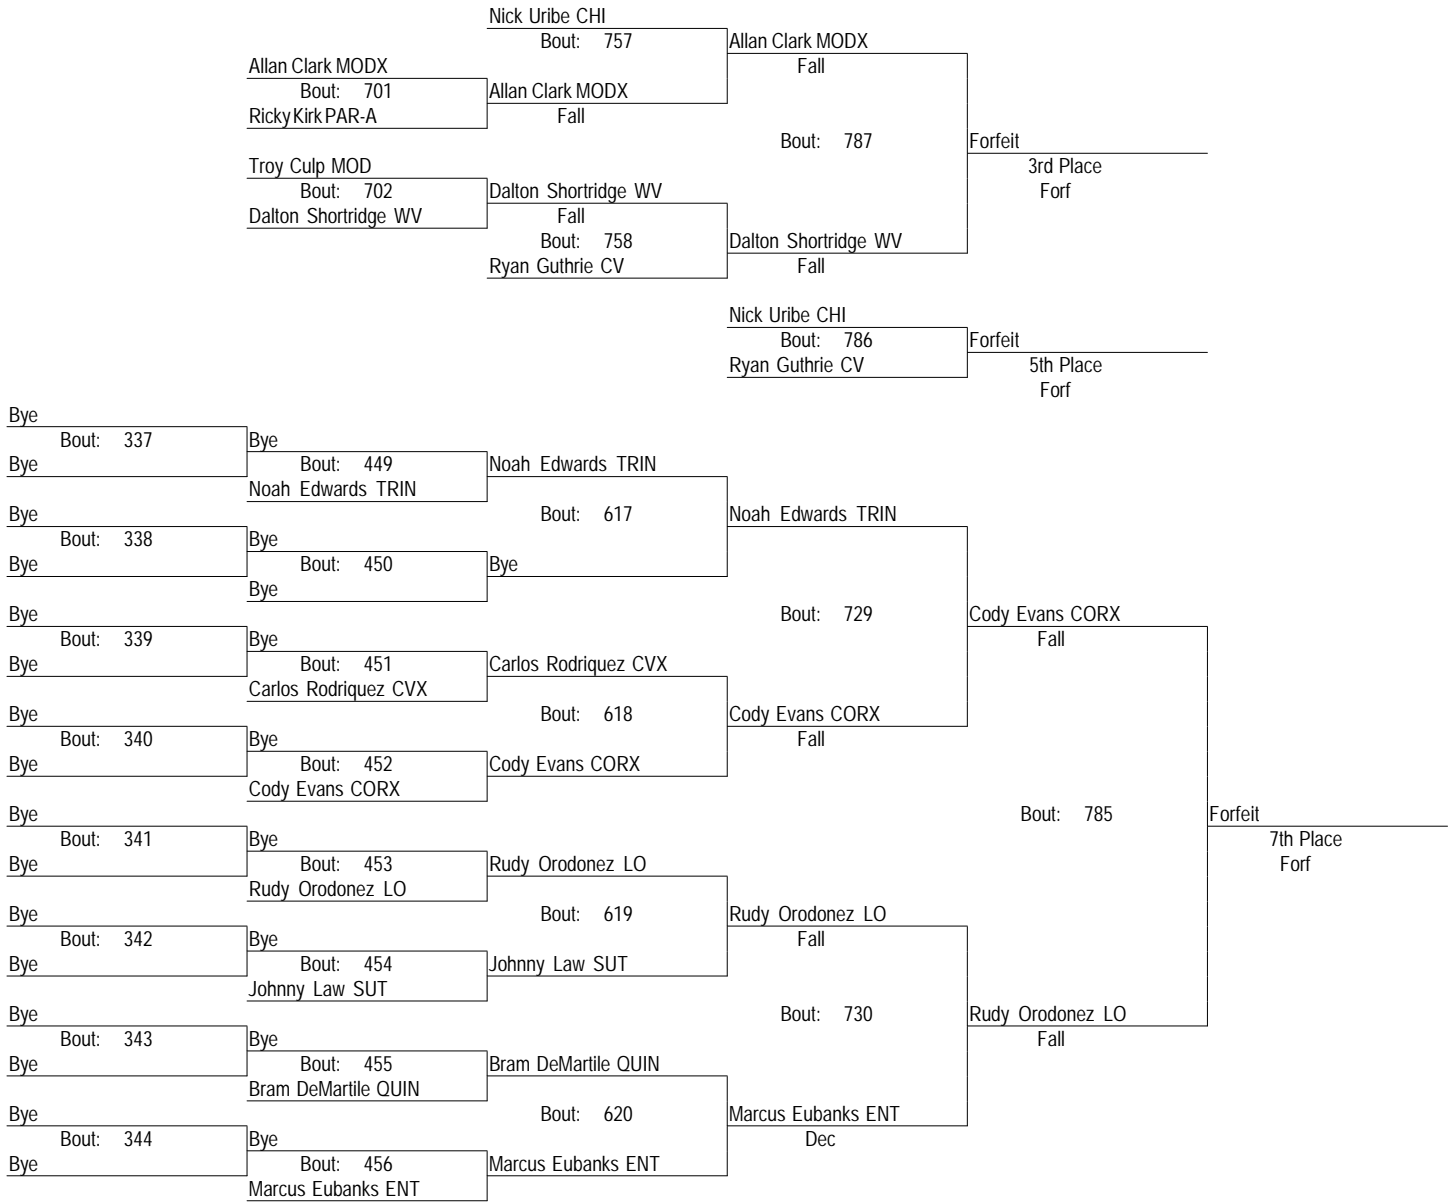 Nick Uribe CHI
Bout: 757 Allan Clark MODX
Allan Clark MODX Fall
Bout: 701 Allan Clark MODX
Ricky Kirk PAR-A Fall
Bout: 787 Forfeit
Troy Culp MOD 3rd Place
Bout: 702 Dalton Shortridge WV Forf
Dalton Shortridge WV Fall
Bout: 758 Dalton Shortridge WV
Ryan Guthrie CV Fall
Nick Uribe CHI
Bout: 786 Forfeit
Ryan Guthrie CV 5th Place
Forf
Bye
Bout: 337 Bye
Bye Bout: 449 Noah Edwards TRIN
Noah Edwards TRIN
Bye Bout: 617 Noah Edwards TRIN
Bout: 338 Bye
Bye Bout: 450 Bye
Bye
Bye Bout: 729 Cody Evans CORX
Bout: 339 Bye Fall
Bye Bout: 451 Carlos Rodriquez CVX
Carlos Rodriquez CVX
Bye Bout: 618 Cody Evans CORX
Bout: 340 Bye Fall
Bye Bout: 452 Cody Evans CORX
Cody Evans CORX
Bye Bout: 785 Forfeit
Bout: 341 Bye 7th Place
Bye Bout: 453 Rudy Orodonez LO Forf
Rudy Orodonez LO
Bye Bout: 619 Rudy Orodonez LO
Bout: 342 Bye Fall
Bye Bout: 454 Johnny Law SUT
Johnny Law SUT
Bye Bout: 730 Rudy Orodonez LO
Bout: 343 Bye Fall
Bye Bout: 455 Bram DeMartile QUIN
Bram DeMartile QUIN
Bye Bout: 620 Marcus Eubanks ENT
Bout: 344 Bye Dec
Bye Bout: 456 Marcus Eubanks ENT
Marcus Eubanks ENT